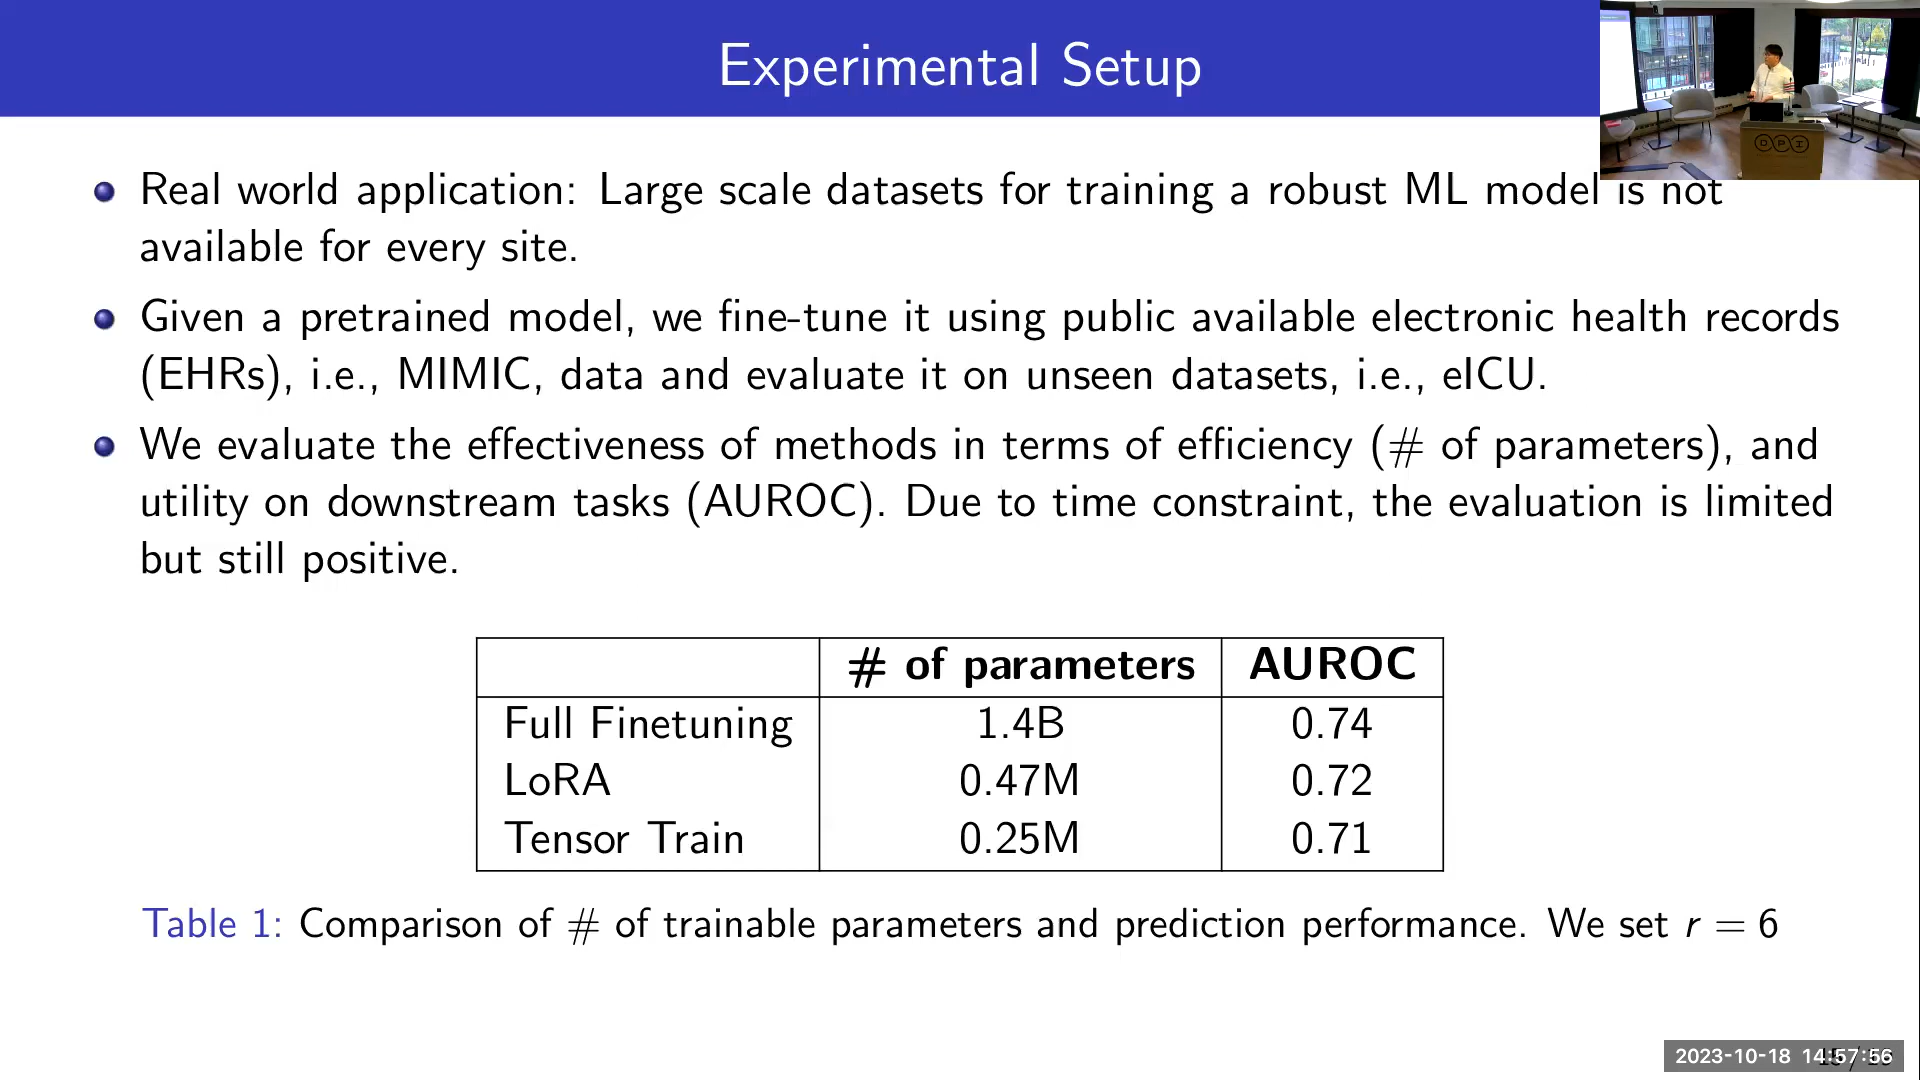 Experimental Setup
Real world application: Large scale datasets for training a robust ML model is not
available for every site.
Given a pretrained model, we fine-tune it using public available electronic health records
(EHRs), i.e., MIMIC, data and evaluate it on unseen datasets, i.e., eICU.
We evaluate the effectiveness of methods in terms of efficiency (# of parameters), and
utility on downstream tasks (AUROC). Due to time constraint, the evaluation is limited
but still positive.
# of parameters AUROC
Full Finetuning 1.4B 0.74
LoRA 0.47M 0.72
Tensor Train 0.25M 0.71
Table 1: Comparison of # of trainable parameters and prediction performance. We set r = 6
DPI
2023-10-18 14:57:56